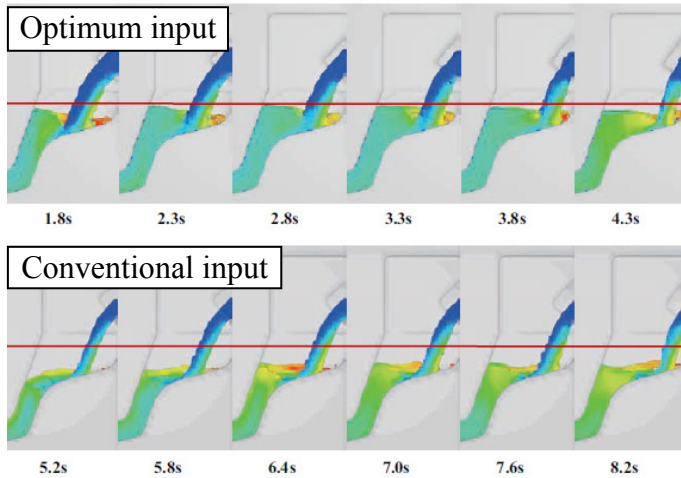 Optimum input
1.8s 2.3s 2.8s 3.3s 3.8s 4.3s
Conventional input
5.2s 5.8s 6.4s 7.0s 7.6s 8.2s